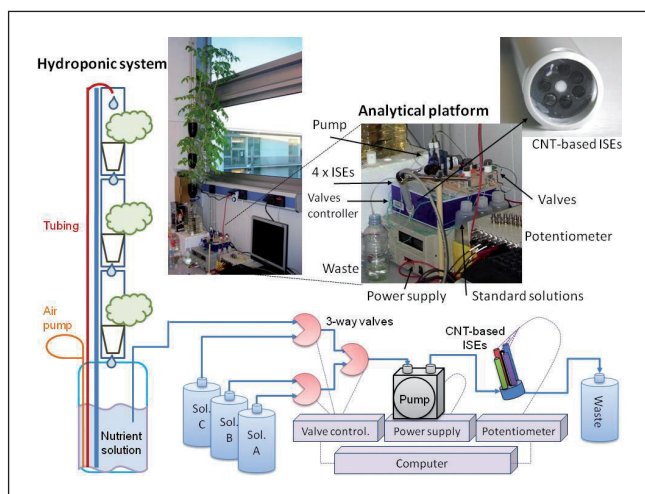 Hydroponic system
Analytical platform
Pump
CNT-based ISEs
4 x ISEs
Valves
controller
Valves
Potentiometer
Waste
Power supply
Standard solutions
Tubing
Air
pump
3-way valves
CNT-based
ISEs
Nutrient
solution
Sol.
C
Sol.
B
Sol.
A
Pump
Valve control.
Power supply
Potentiometer
Computer
Waste